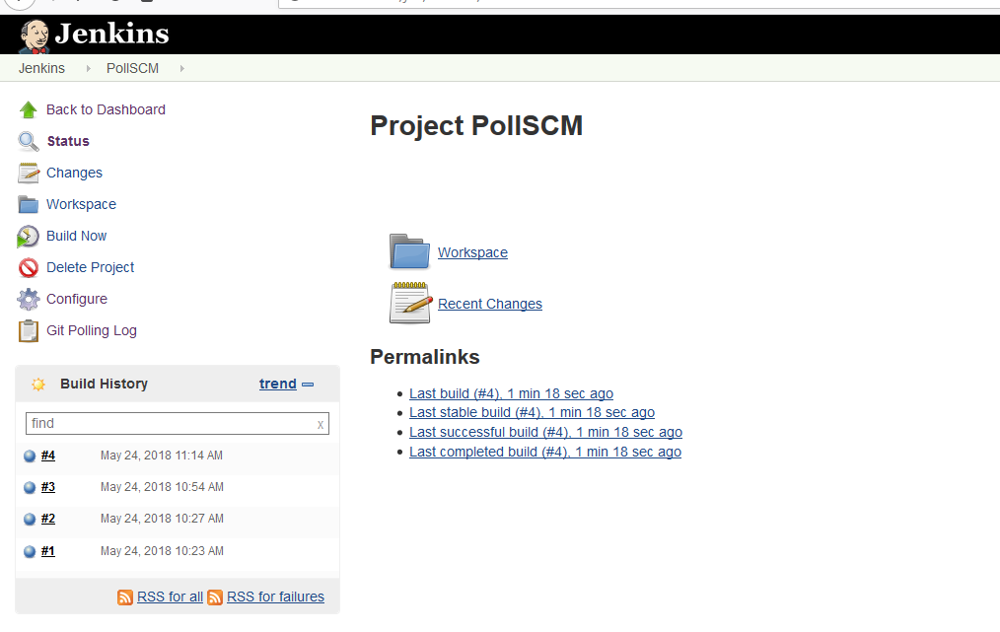 Jenkins
Jenkins PollSCM
Back to Dashboard
Status
Changes
Workspace
Build Now
Delete Project
Configure
Git Polling Log
Build History trend
find x
#4 May 24, 2018 11:14 AM
#3 May 24, 2018 10:54 AM
#2 May 24, 2018 10:27 AM
#1 May 24, 2018 10:23 AM
RSS for all RSS for failures
Project PollSCM
Workspace
Recent Changes
Permalinks
Last build (#4), 1 min 18 sec ago
Last stable build (#4), 1 min 18 sec ago
Last successful build (#4), 1 min 18 sec ago
Last completed build (#4), 1 min 18 sec ago